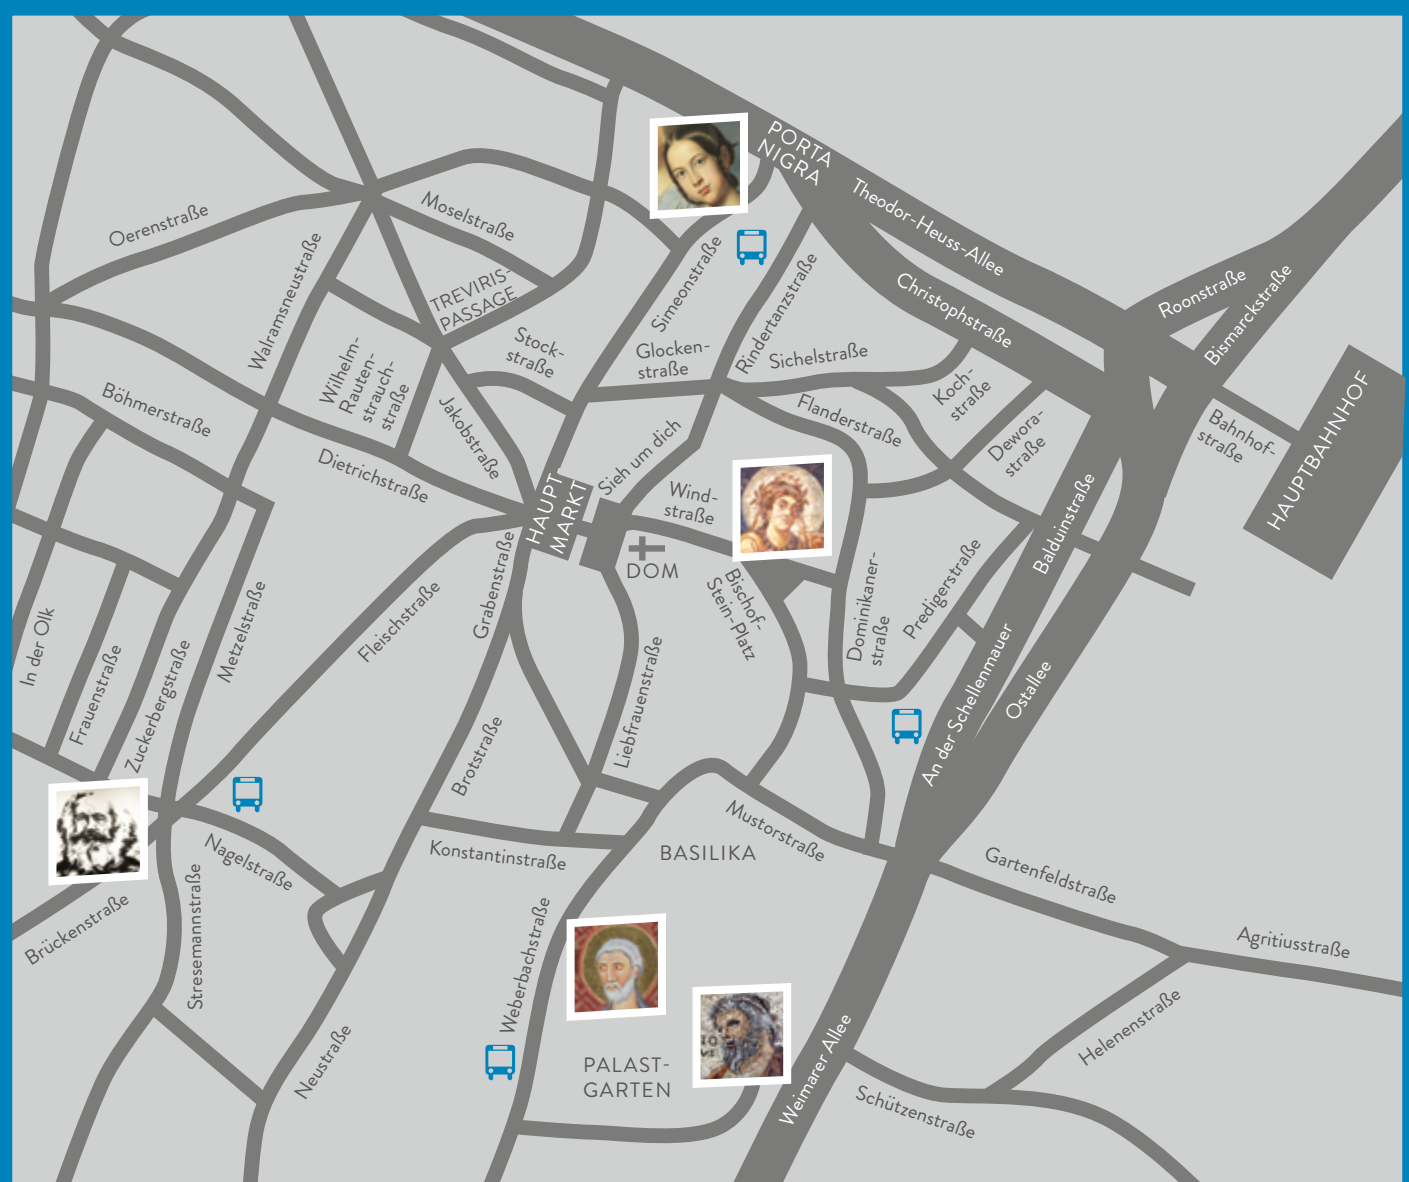 PORTA
NIGRA
Theodor-Heuss-Allee
Oerenstraße
Moselstraße
Walramsneustraße
TREVIRIS-
PASSAGE
Simeonstraße
Rindertanzstraße
Christophstraße
Roonstraße
Bismarckstraße
Stock-
straße
Glocken-
straße
Sichelstraße
Wilhelm-
Rauten-
strauch-
straße
Koch-
straße
Böhmerstraße
Jakobstraße
Flanderstraße
Dewora-
straße
Bahnhof-
straße
HAUPTBAHNHOF
Dietrichstraße
Sieh um dich
HAUPT
MARKT
Wind-
straße
Balduinstraße
DOM
Grabenstraße
Bischof-
Stein-Platz
Dominikaner-
straße
Predigerstraße
Fleischstraße
Metzelstraße
In der Olk
Frauenstraße
Zuckerbergstraße
Liebfrauenstraße
An der Schellenmauer
Ostallee
Brotstraße
Mustorstraße
Nagelstraße
Konstantinstraße
BASILIKA
Gartenfeldstraße
Brückenstraße
Stresemannstraße
Weberbachstraße
Agritiusstraße
Helenenstraße
Neustraße
PALAST-
GARTEN
Weimarer Allee
Schützenstraße